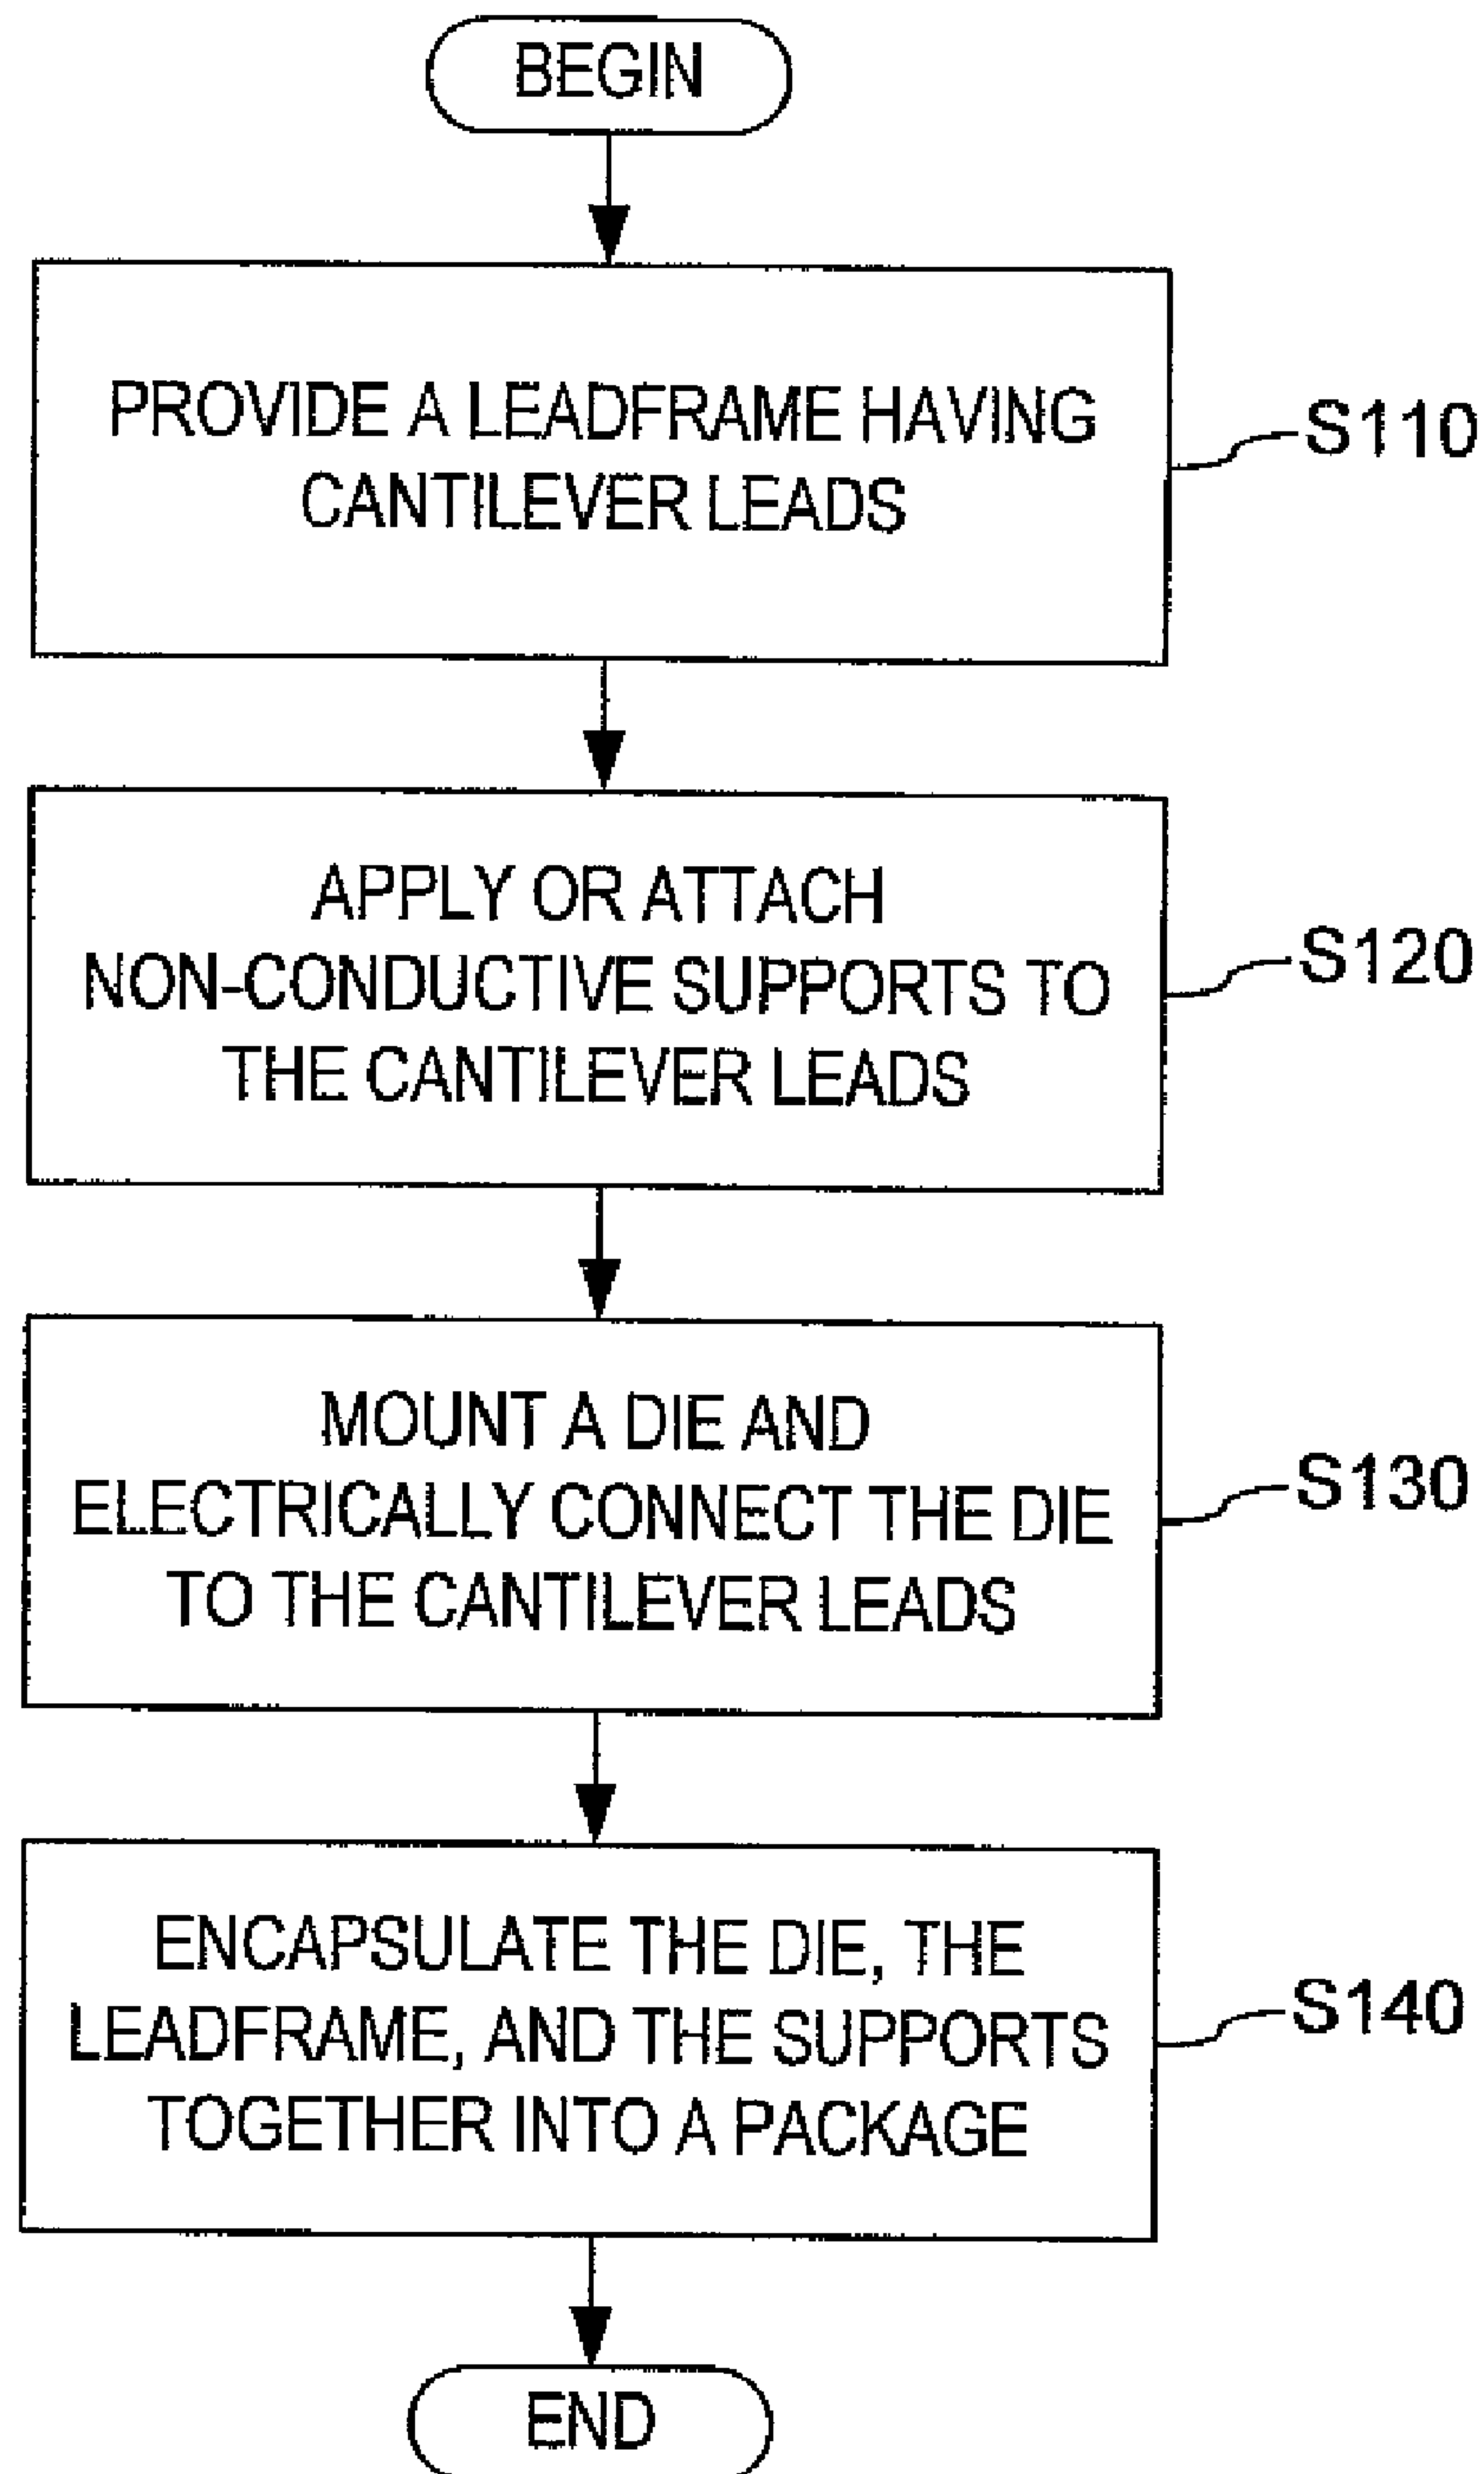 BEGIN
PROVIDE A LEADFRAME HAVING
CANTILEVER LEADS
S110
APPLY OR ATTACH
NON-CONDUCTIVE SUPPORTS TO
THE CANTILEVER LEADS
S120
MOUNT A DIE AND
ELECTRICALLY CONNECT THE DIE
TO THE CANTILEVER LEADS
S130
ENCAPSULATE THE DIE, THE
LEADFRAME, AND THE SUPPORTS
TOGETHER INTO A PACKAGE
S140
END